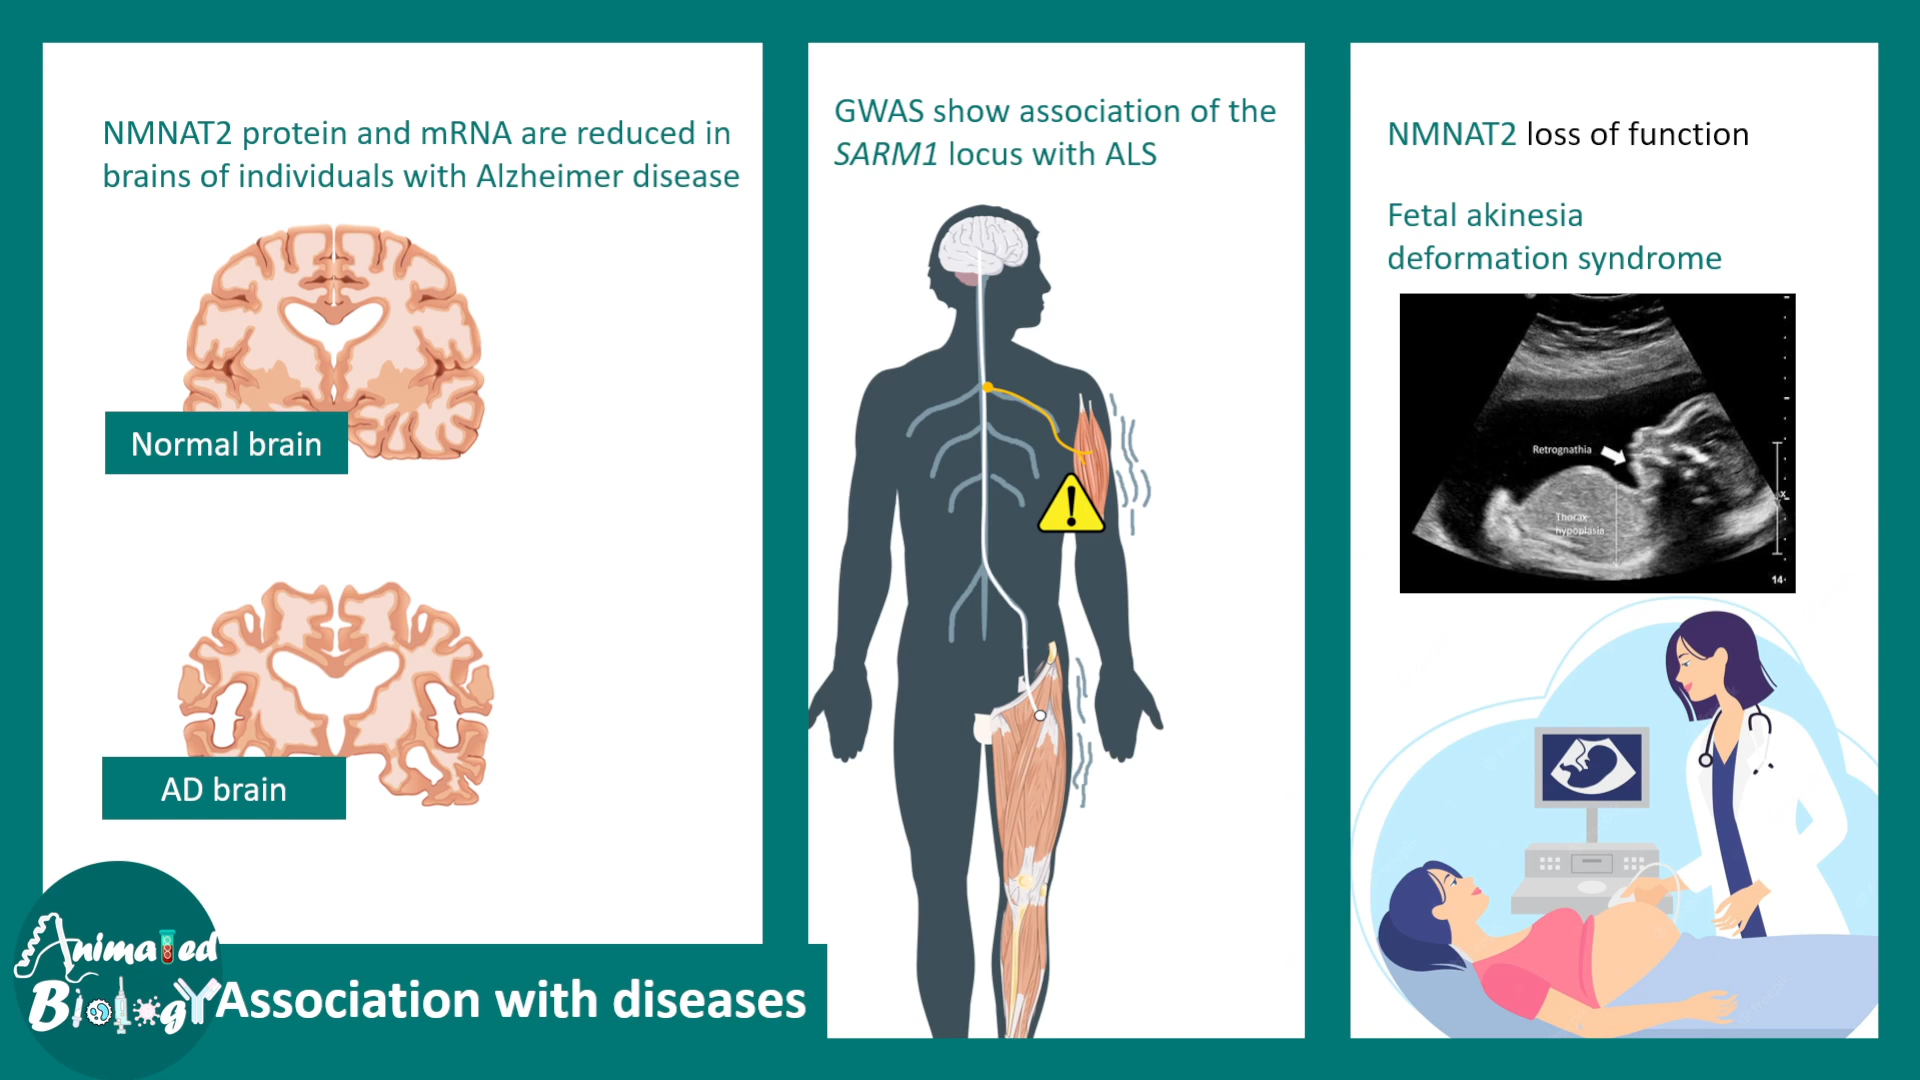 NMNAT2 protein and mRNA are reduced in
brains of individuals with Alzheimer disease
Normal brain
AD brain
GWAS show association of the
SARM1 locus with ALS
NMNAT2 loss of function
Fetal akinesia
deformation syndrome
Retrognathia
Thorax
hypoplasia
x
14
Animated
Biology
Association with diseases